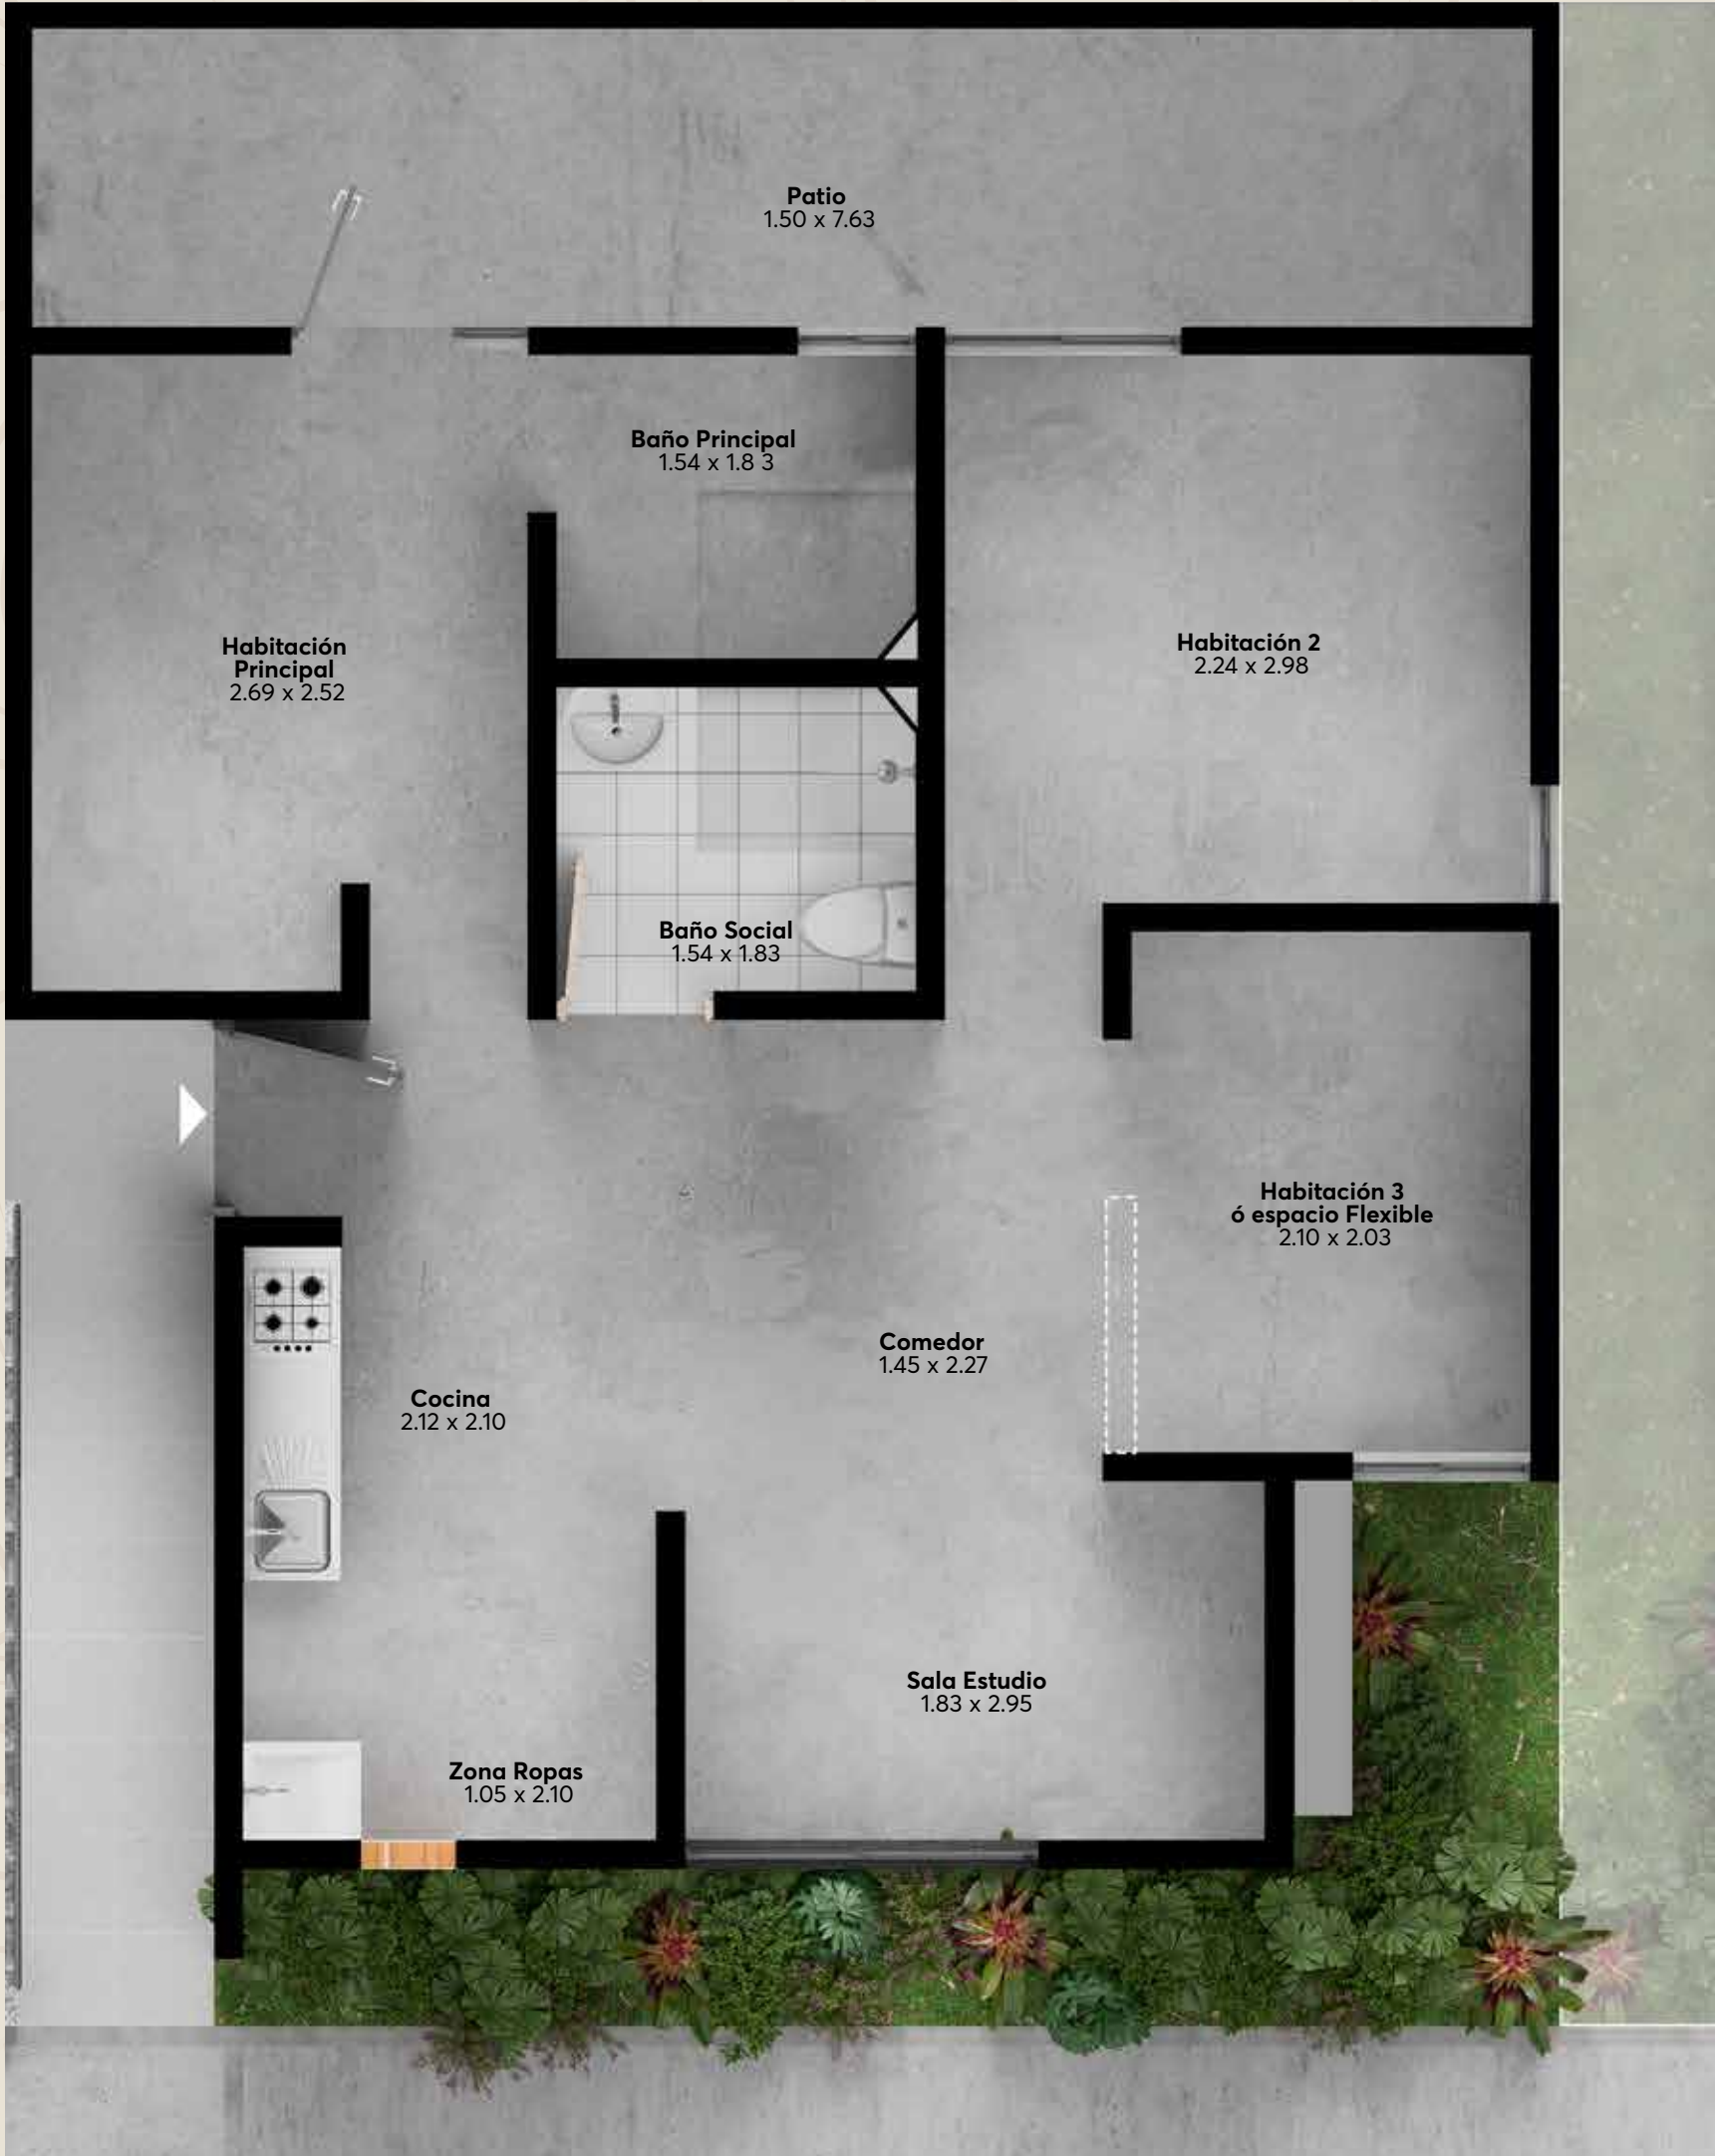 Patio
1.50 x 7.63
Baño Principal
1.54 x 1.8 3
Habitación
Principal
2.69 x 2.52
Habitación 2
2.24 x 2.98
Baño Social
1.54 x 1.83
Habitación 3
ó espacio Flexible
2.10 x 2.03
Comedor
1.45 x 2.27
Cocina
2.12 x 2.10
Sala Estudio
1.83 x 2.95
Zona Ropas
1.05 x 2.10